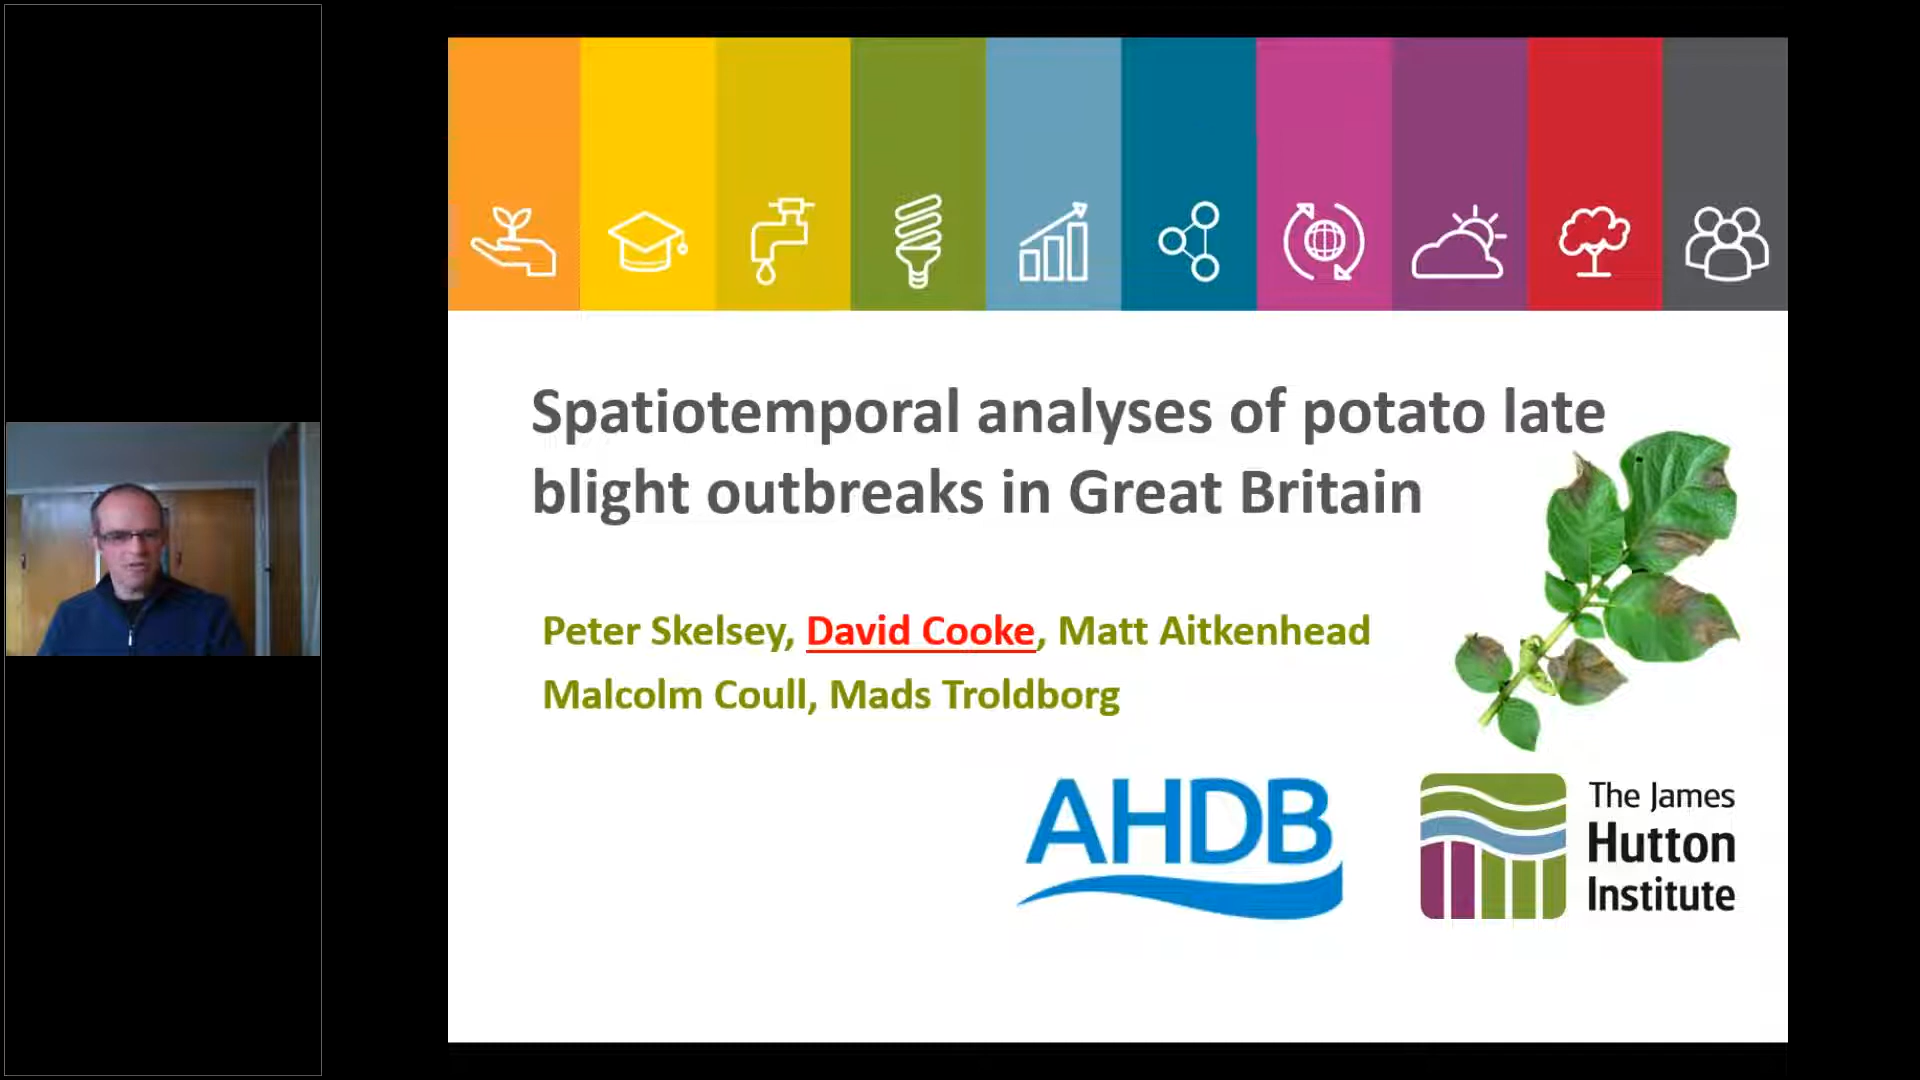 Spatiotemporal analyses of potato late
blight outbreaks in Great Britain
Peter Skelsey, David Cooke, Matt Aitkenhead
Malcolm Coull, Mads Troldborg
AHDB
The James
Hutton
Institute